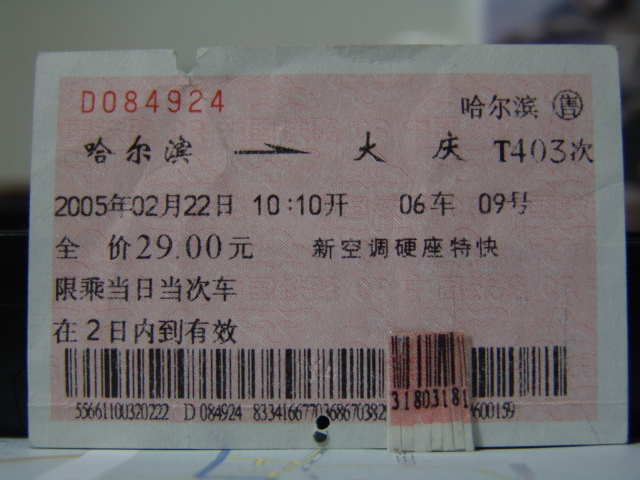 D084924
哈尔滨 售
哈尔滨 大庆 T403次
2005年02月22日 10:10开 06车 09号
全 价29.00元 新空调硬座特快
限乘当日当次车
在2日内到有效
31803181
55661100320222 D 084924 8334166770368670382 600159